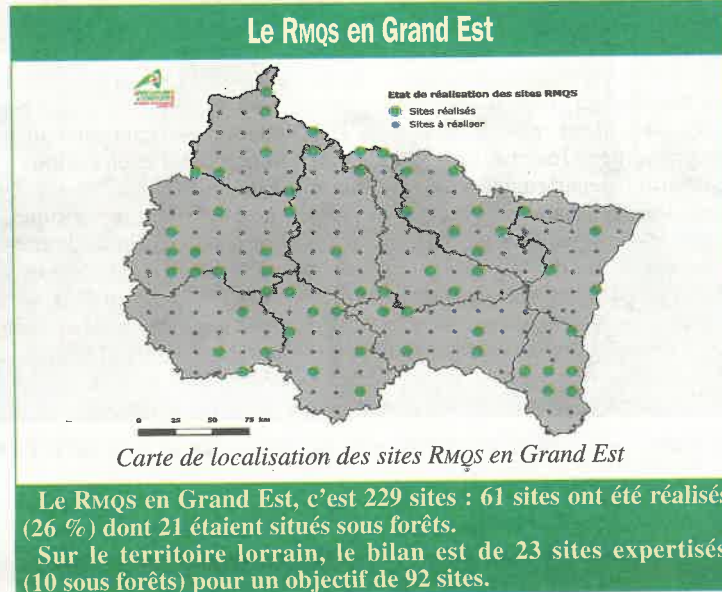 Le RMQS en Grand Est
Etat de réalisation des sites RMQS
Sites réalisés
Sites à réaliser
0 25 50 75 km
Carte de localisation des sites RMQS en Grand Est
Le RMQS en Grand Est, c'est 229 sites : 61 sites ont été réalisés
(26 %) dont 21 étaient situés sous forêts.
Sur le territoire lorrain, le bilan est de 23 sites expertisés
(10 sous forêts) pour un objectif de 92 sites.